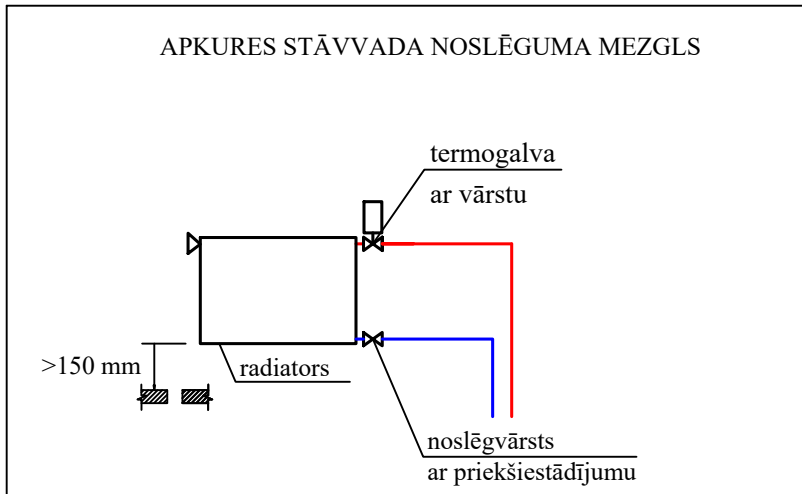 APKURES STĀVVADA NOSLĒGUMA MEZGLS
termogalva
ar vārstu
>150 mm
radiators
noslēgvārsts
ar priekšiestādījumu